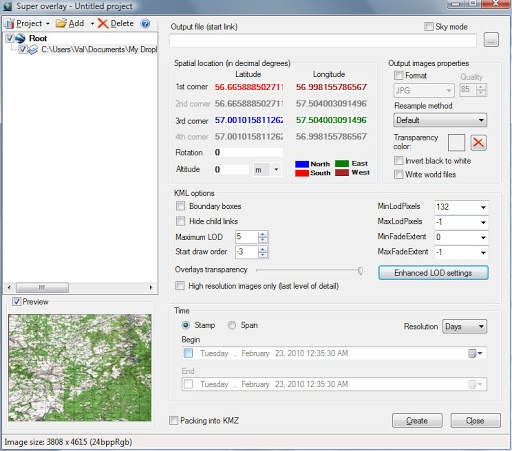 Super overlay - Untitled project
Project Add Delete
Root
C:\Users\Val\Documents\My Dropl
Preview
Output file (start link)
Sky mode
...
Spatial location (in decimal degrees)
Latitude Longitude
1st corner 56.665888502711 56.998155786567
2nd corner 56.665888502711 57.504003091496
3rd corner 57.001015811262 57.504003091496
4th corner 57.001015811262 56.998155786567
Rotation 0
Altitude 0 m
North East
South West
Output images properties
Format Quality
JPG 85
Resample method
Default
Transparency color:
Invert black to white
Write world files
KML options
Boundary boxes
Hide child links
Maximum LOD 5
Start draw order -3
MinLodPixels 132
MaxLodPixels -1
MinFadeExtent 0
MaxFadeExtent -1
Overlays transparency
Enhanced LOD settings
High resolution images only (last level of detail)
Time
Stamp Span
Resolution Days
Begin
Tuesday , February 23, 2010 12:35:30 AM
End
Tuesday , February 23, 2010 12:35:30 AM
Packing into KMZ
Create Close
Image size: 3808 x 4615 (24bppRgb)